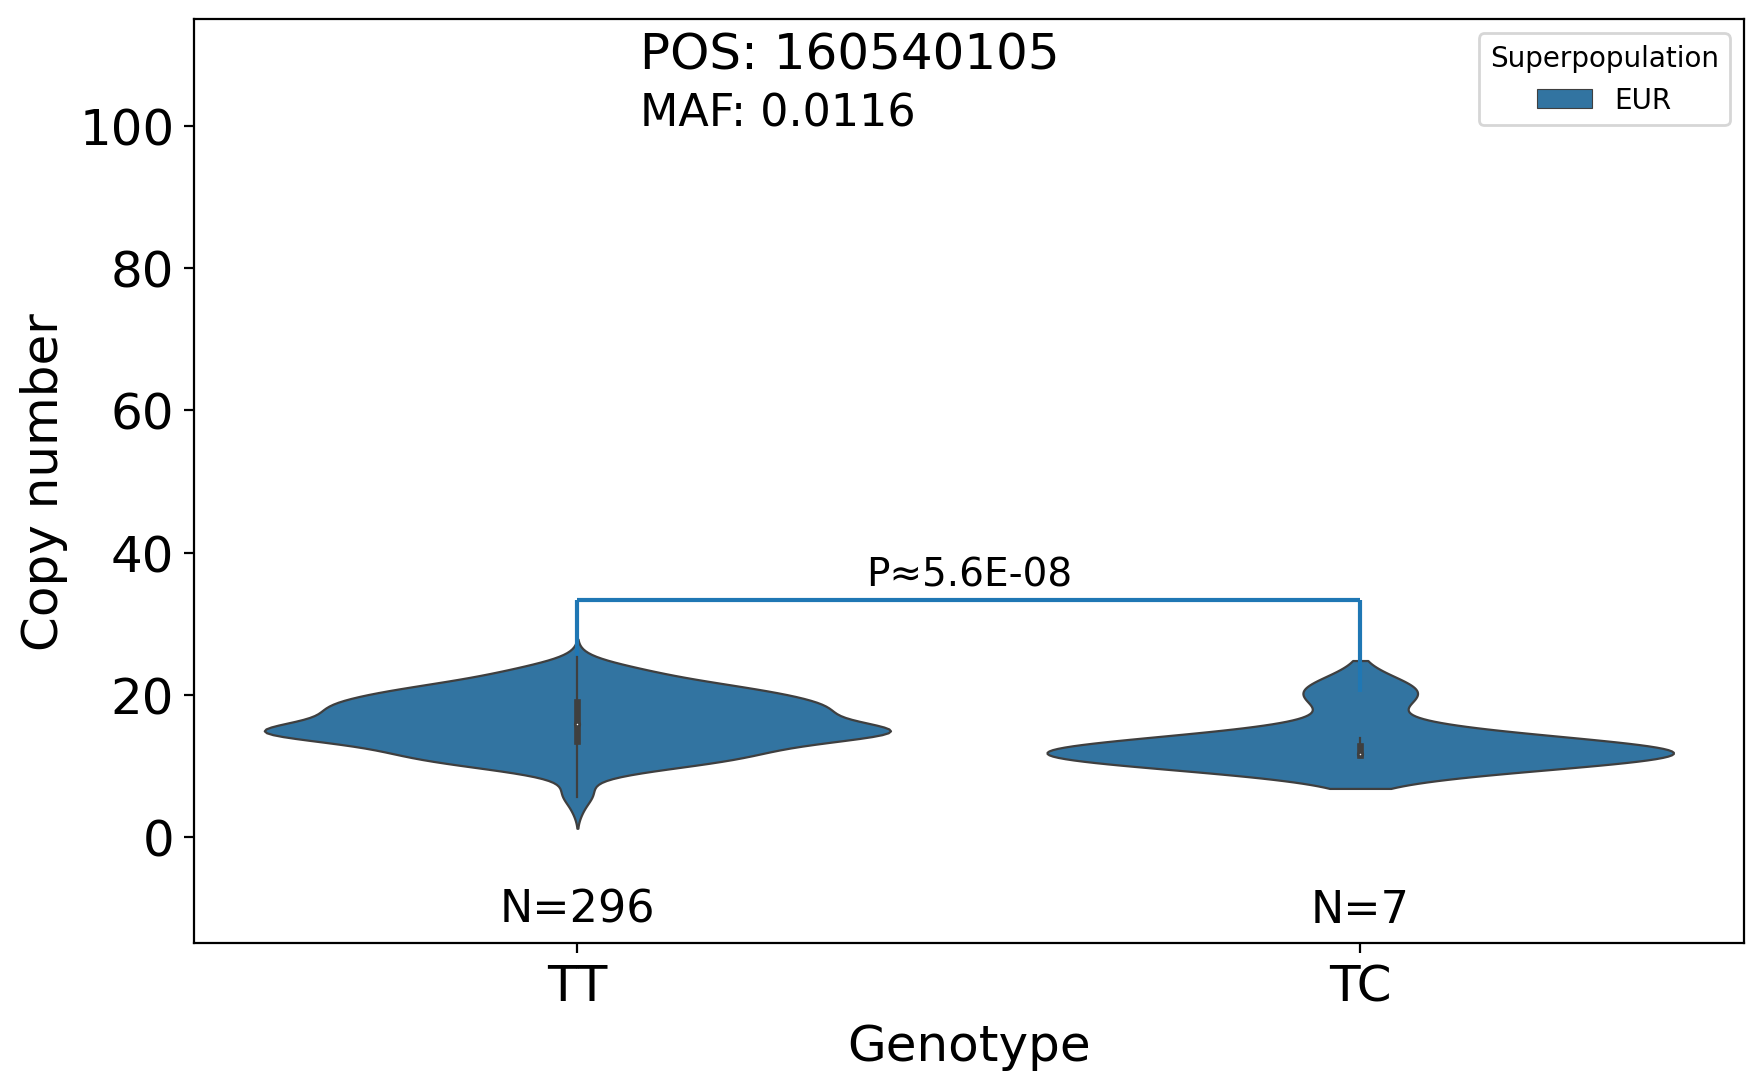 POS: 160540105
MAF: 0.0116
Superpopulation
EUR
100
80
60
40
20
0
Copy number
P≈5.6E-08
N=296
N=7
TT
TC
Genotype